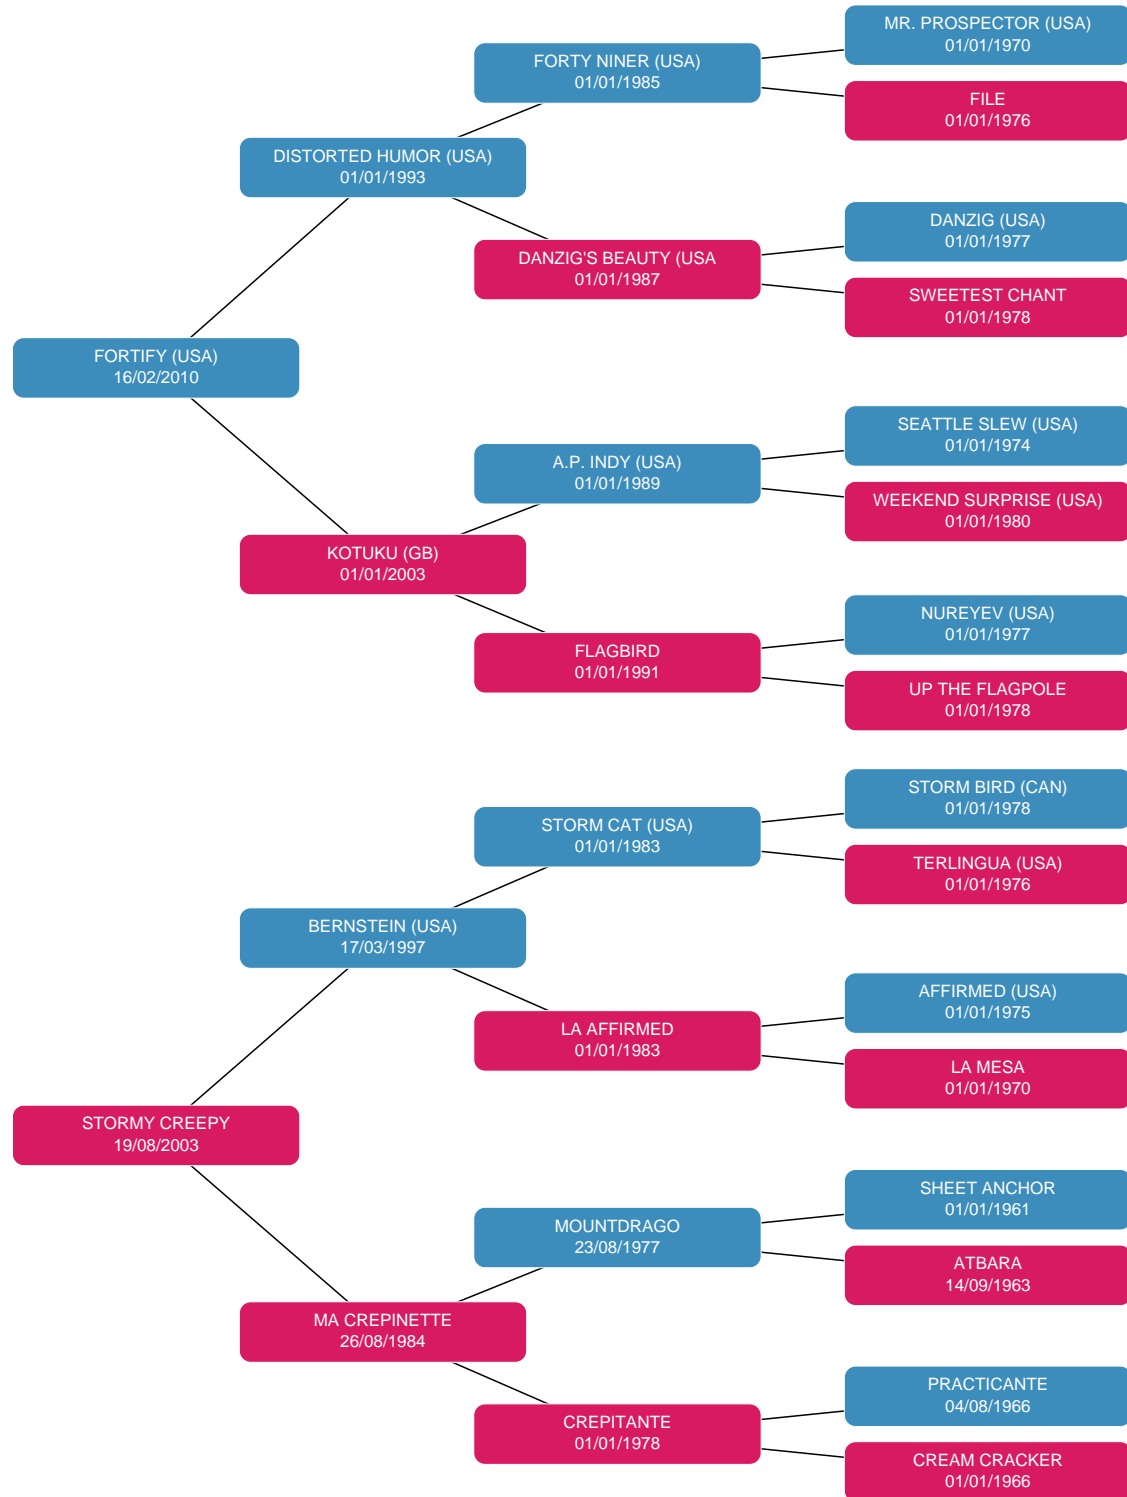 MR. PROSPECTOR (USA)
01/01/1970
FORTY NINER (USA)
01/01/1985
FILE
01/01/1976
DISTORTED HUMOR (USA)
01/01/1993
DANZIG (USA)
01/01/1977
DANZIG'S BEAUTY (USA
01/01/1987
SWEETEST CHANT
01/01/1978
FORTIFY (USA)
16/02/2010
SEATTLE SLEW (USA)
01/01/1974
A.P. INDY (USA)
01/01/1989
WEEKEND SURPRISE (USA)
01/01/1980
KOTUKU (GB)
01/01/2003
NUREYEV (USA)
01/01/1977
FLAGBIRD
01/01/1991
UP THE FLAGPOLE
01/01/1978
STORM BIRD (CAN)
01/01/1978
STORM CAT (USA)
01/01/1983
TERLINGUA (USA)
01/01/1976
BERNSTEIN (USA)
17/03/1997
AFFIRMED (USA)
01/01/1975
LA AFFIRMED
01/01/1983
LA MESA
01/01/1970
STORMY CREEPY
19/08/2003
SHEET ANCHOR
01/01/1961
MOUNTDRAGO
23/08/1977
ATBARA
14/09/1963
MA CREPINETTE
26/08/1984
PRACTICANTE
04/08/1966
CREPITANTE
01/01/1978
CREAM CRACKER
01/01/1966